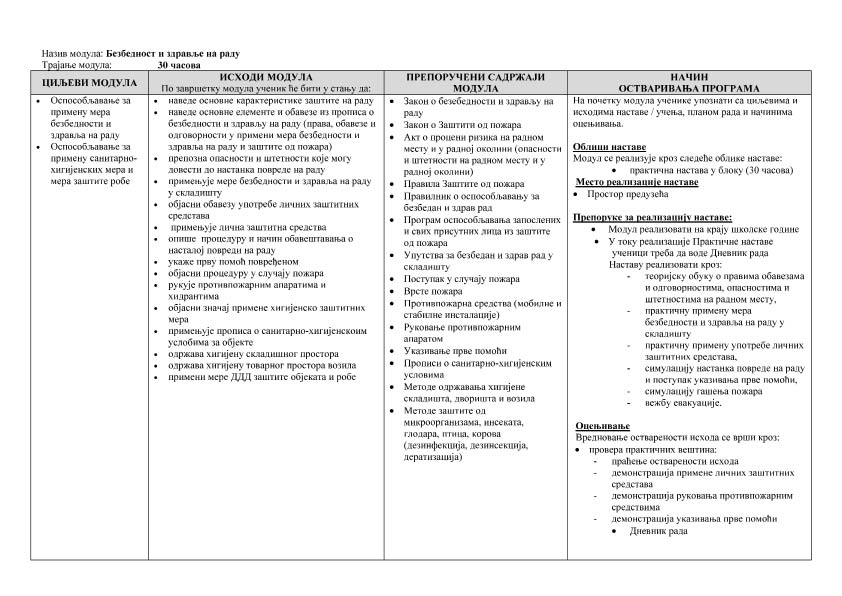 Назив модула: Безбедност и здравље на раду
Трајање модула: 30 часова
ЦИЉЕВИ МОДУЛА
ИСХОДИ МОДУЛА
По завршетку модула ученик ће бити у стању да:
ПРЕПОРУЧЕНИ САДРЖАЈИ
МОДУЛА
НАЧИН
ОСТВАРИВАЊА ПРОГРАМА
• Оспособљавање за
примену мера
безбедности и
здравља на раду
• Оспособљавање за
примену санитарно-
хигијенских мера и
мера заштите робе
• наведе основне карактеристике заштите на раду
• наведе основне елементе и обавезе из прописа о
безбедности и здрављу на раду (права, обавезе и
одговорности у примени мера безбедности и
здравља на раду и заштите од пожара)
• препозна опасности и штетности које могу
довести до настанка повреде на раду
• примењује мере безбедности и здравља на раду
у складишту
• објасни обавезу употребе личних заштитних
средстава
• примењује лична заштитна средства
• опише процедуру и начин обавештавања о
насталој повреди на раду
• укаже прву помоћ повређеном
• објасни процедуру у случају пожара
• рукује противпожарним апаратима и
хидрантима
• објасни значај примене хигијенско заштитних
мера
• примењује прописа о санитарно-хигијенскоим
условима за објекте
• одржава хигијену складишног простора
• одржава хигијену товарног простора возила
• примени мере ДДД заштите објеката и робе
• Закон о безебедности и здрављу на
раду
• Закон о Заштити од пожара
• Акт о процени ризика на радном
месту и у радној околини (опасности
и штетности на радном месту и у
радној околини)
• Правила Заштите од пожара
• Правилник о оспособљавању за
безбедан и здрав рад
• Програм оспособљавања запослених
и свих присутних лица из заштите
од пожара
• Упутства за безбедан и здрав рад у
складишту
• Поступак у случају пожара
• Врсте пожара
• Противпожарна средства (мобилне и
стабилне инсталације)
• Руковање противпожарним
апаратом
• Указивање прве помоћи
• Прописи о санитарно-хигијенским
условима
• Методе одржавања хигијене
складишта, дворишта и возила
• Методе заштите од
микроорганизама, инсеката,
глодара, птица, корова
(дезинфекција, дезинсекција,
дератизација)
На почетку модула ученике упознати са циљевима и
исходима наставе / учења, планом рада и начинима
оцењивања.
Облици наставе
Модул се реализује кроз следеће облике наставе:
• практична настава у блоку (30 часова)
Место реализације наставе
• Простор предузећа
Препоруке за реализацију наставе:
• Модул реализовати на крају школске године
• У току реализације Практичне наставе
ученици треба да воде Дневник рада
Наставу реализовати кроз:
- теоријску обуку о правима обавезама
и одговорностима, опасностима и
штетностима на радном месту,
- практичну примену мера
безбедности и здравља на раду у
складишту
- практичну примену употребе личних
заштитних средстава,
- симулацију настанка повреде на раду
и поступак указивања прве помоћи,
- симулацију гашења пожара
- вежбу евакуације.
Оцењивање
Вредновање остварености исхода се врши кроз:
• провера практичних вештина:
- праћење остварености исхода
- демонстрација примене личних заштитних
средстава
- демонстрација руковања противпожарним
средствима
- демонстрација указивања прве помоћи
• Дневник рада